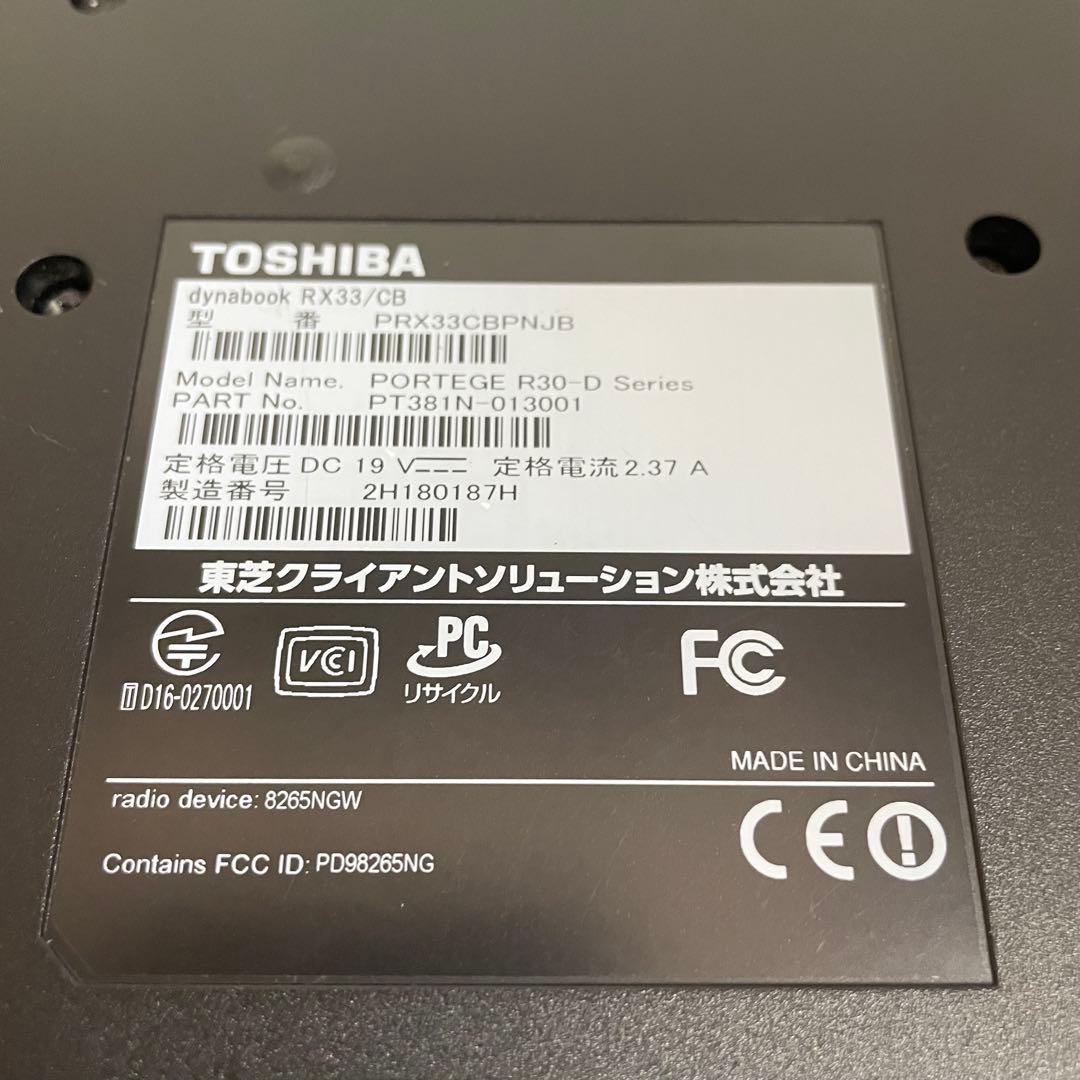 TOSHIBA
dynabook RX33/CB
型 番 PRX33CBPNJB
Model Name. PORTEGE R30-D Series
PART No. PT381N-013001
定格電圧 DC 19 V 定格電流 2.37 A
製造番号 2H180187H
東芝クライアントソリューション株式会社
T D16-0270001
VCI
PC
リサイクル
FC
MADE IN CHINA
radio device: 8265NGW
CE
Contains FCC ID: PD98265NG